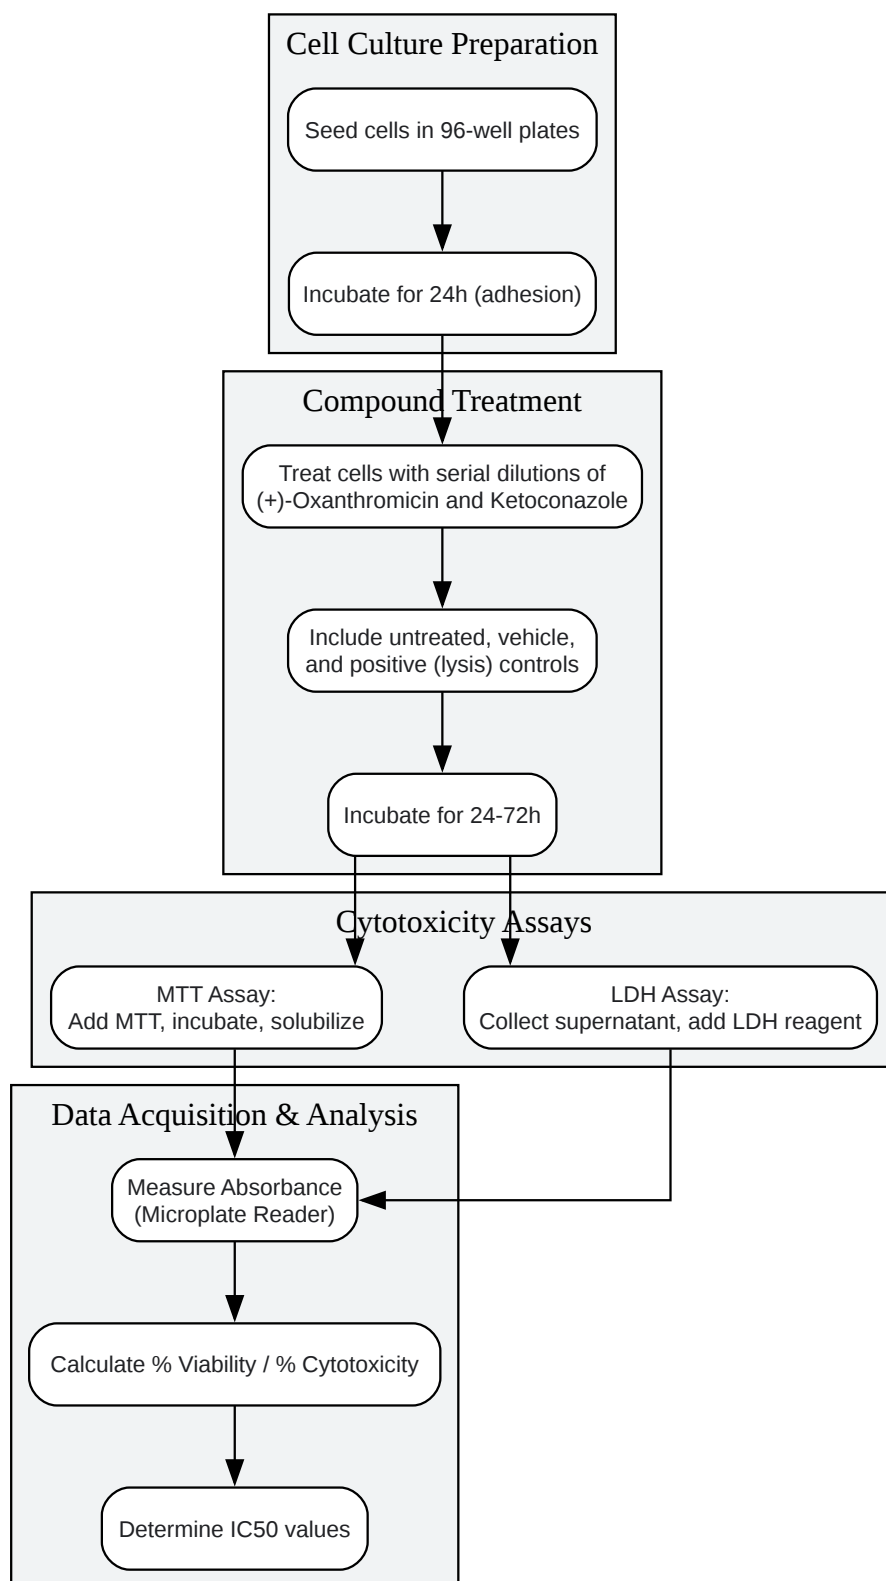 Cell Culture Preparation
Seed cells in 96-well plates
Incubate for 24h (adhesion)
Compound Treatment
Treat cells with serial dilutions of
(+)-Oxanthromicin and Ketoconazole
Include untreated, vehicle,
and positive (lysis) controls
Incubate for 24-72h
Cytotoxicity Assays
MTT Assay:
Add MTT, incubate, solubilize
LDH Assay:
Collect supernatant, add LDH reagent
Data Acquisition & Analysis
Measure Absorbance
(Microplate Reader)
Calculate % Viability / % Cytotoxicity
Determine IC50 values